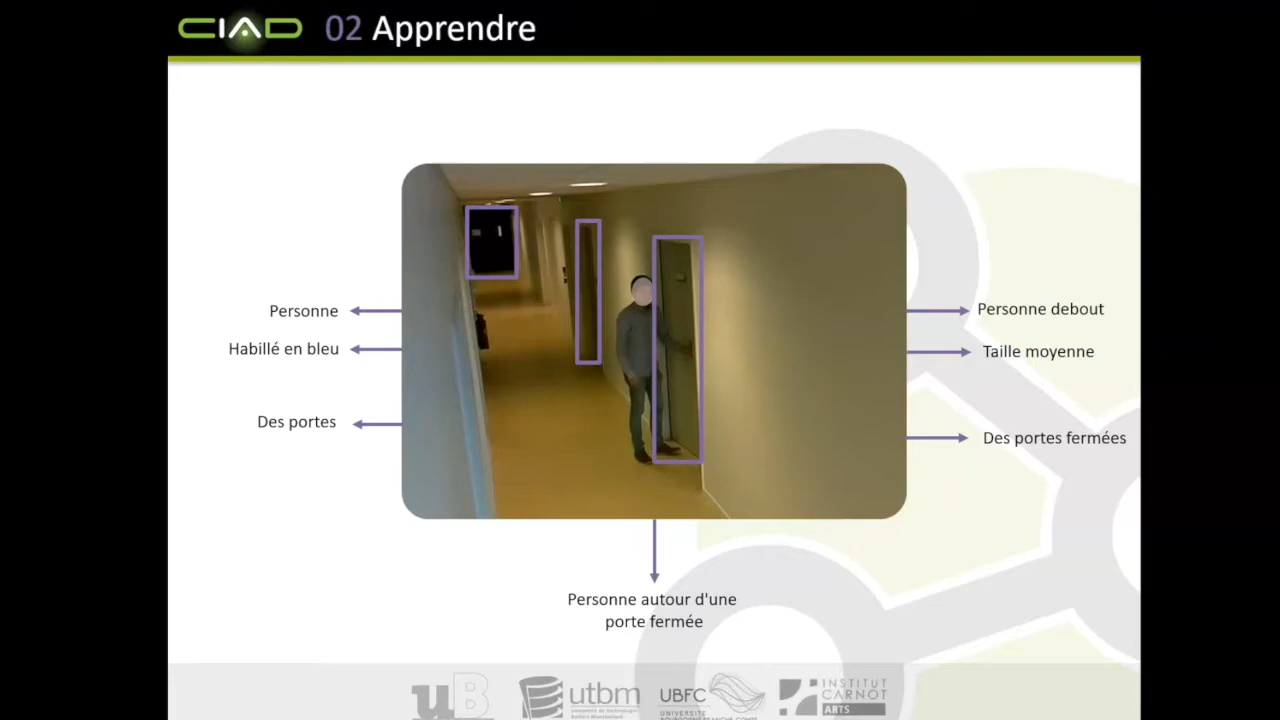 CIAD 02 Apprendre
Personne
Habillé en bleu
Des portes
Personne debout
Taille moyenne
Des portes fermées
Personne autour d'une
porte fermée
uB
utbm
UBFC
UNIVERSITÉ
INSTITUT
CARNOT
ARTS